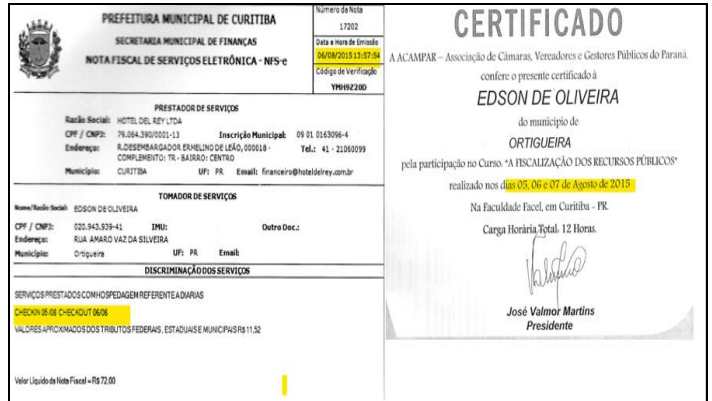 PREFEITURA MUNICIPAL DE CURITIBA
SECRETARIA MUNICIPAL DE FINANÇAS
NOTA FISCAL DE SERVIÇOS ELETRÔNICA - NFS-e
Número da Nota
17202
Data e Hora de Emissão
06/08/2015 13:57:54
Código de Verificação
YMH9Z20D
PRESTADOR DE SERVIÇOS
Razão Social: HOTEL DEL REY LTDA
CPF / CNPJ: 79.064.390/0001-13 Inscrição Municipal: 09 01 0163096-4
Endereço: R.DESEMBARGADOR ERMELINO DE LEÃO, 000018 - Tel.: 41 - 21060099
COMPLEMENTO: TR - BAIRRO: CENTRO
Município: CURITIBA UF: PR Email: financeiro@hoteldelrey.com.br
TOMADOR DE SERVIÇOS
Nome/Razão Social: EDSON DE OLIVEIRA
CPF / CNPJ: 020.943.939-41 IMU: Outro Doc.:
Endereço: RUA AMARO VAZ DA SILVEIRA
Município: Ortigueira UF: PR Email:
DISCRIMINAÇÃO DOS SERVIÇOS
SERVIÇOS PRESTADOS COM HOSPEDAGEM REFERENTE A DIARIAS
CHECKIN 05/08 CHECKOUT 06/08
VALORES APROXIMADOS DOS TRIBUTOS FEDERAIS, ESTADUAIS E MUNICIPAIS R$ 11,52
Valor Líquido da Nota Fiscal = R$ 72,00
CERTIFICADO
A ACAMPAR – Associação de Câmaras, Vereadores e Gestores Públicos do Paraná,
confere o presente certificado à
EDSON DE OLIVEIRA
do município de
ORTIGUEIRA
pela participação no Curso: "A FISCALIZAÇÃO DOS RECURSOS PÚBLICOS"
realizado nos dias 05, 06 e 07 de Agosto de 2015
Na Faculdade Facel, em Curitiba - PR.
Carga Horária Total: 12 Horas.
José Valmor Martins
Presidente